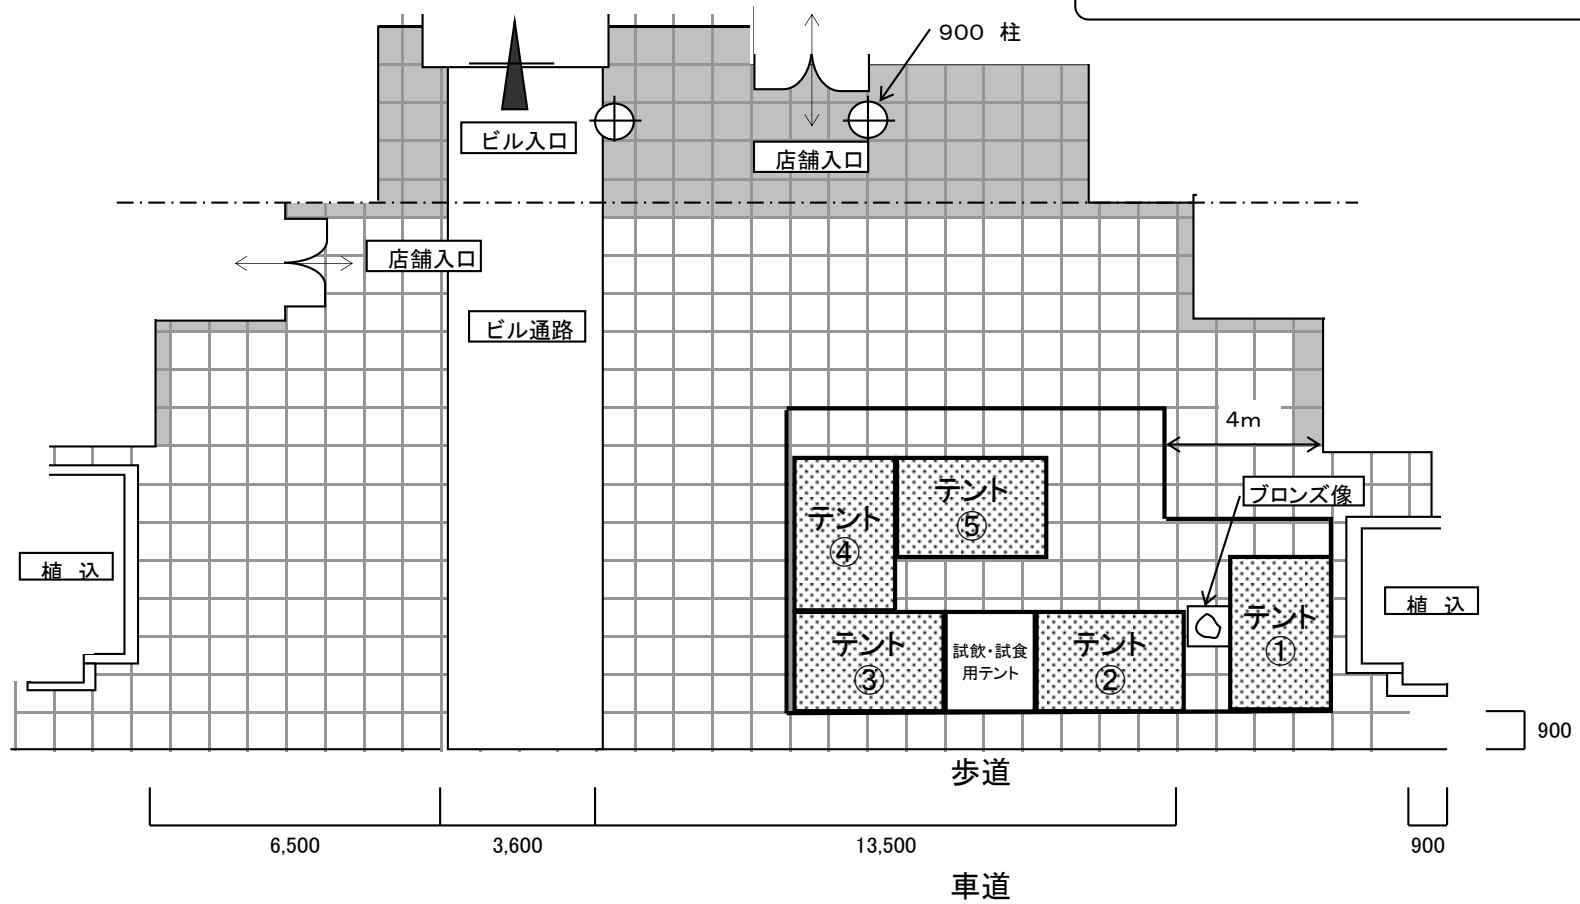 900 柱
ビル入口
店舗入口
店舗入口
ビル通路
4m
ブロンズ像
テント
⑤
テント
④
植 込
植 込
テント
①
テント
③
試飲・試食
用テント
テント
②
900
歩道
6,500
3,600
13,500
900
車道